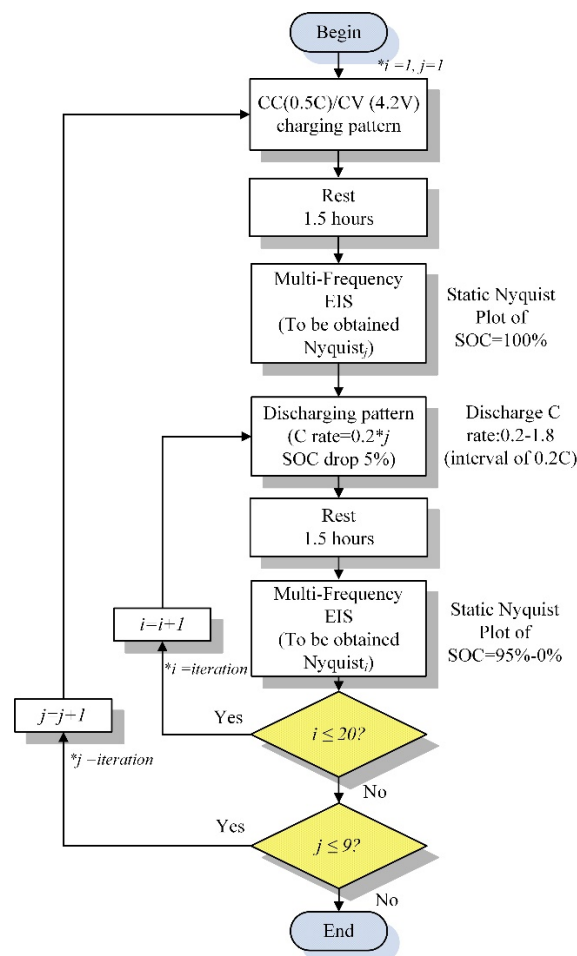 Begin
*i =1, j=1
CC(0.5C)/CV (4.2V)
charging pattern
Rest
1.5 hours
Multi-Frequency
EIS
(To be obtained
Nyquistj)
Static Nyquist
Plot of
SOC=100%
Discharging pattern
(C rate=0.2*j
SOC drop 5%)
Discharge C
rate:0.2-1.8
(interval of 0.2C)
Rest
1.5 hours
Multi-Frequency
EIS
(To be obtained
Nyquisti)
Static Nyquist
Plot of
SOC=95%-0%
i=i+1
*i =iteration
j=j+1
*j =iteration
Yes
i ≤ 20?
No
Yes
j ≤ 9?
No
End